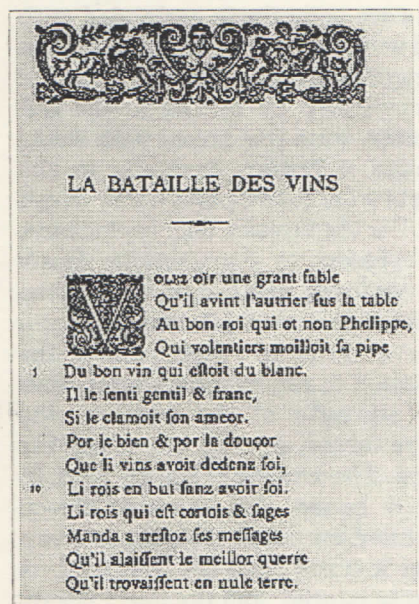 LA BATAILLE DES VINS
VOLEZ oïr une grant fable
Qu'il avint l'autrier ſus la table
Au bon roi qui ot non Phelippe,
Qui volentiers moilloit ſa pipe
5 Du bon vin qui eſtoit du blanc.
Il le ſenti gentil & franc,
Si le clamoit ſon ameor.
Por le bien & por la douçor
Que li vins avoit dedenz ſoi,
10 Li rois en but ſanz avoir ſoi.
Li rois qui eſt cortois & ſages
Manda a treſtoz ſes meſſages
Qu'il alaiſſent le meillor querre
Qu'il trovaiſſent en nule terre.